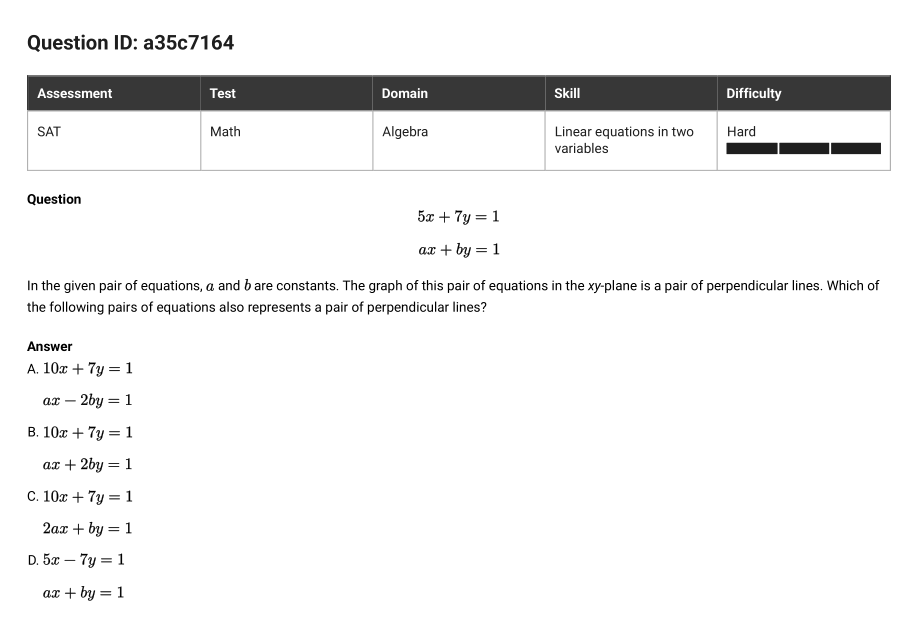 Question ID: a35c7164
Assessment Test Domain Skill Difficulty
SAT Math Algebra Linear equations in two Hard
variables
Question
5x + 7y = 1
ax + by = 1
In the given pair of equations, a and b are constants. The graph of this pair of equations in the xy-plane is a pair of perpendicular lines. Which of
the following pairs of equations also represents a pair of perpendicular lines?
Answer
A. 10x + 7y = 1
ax − 2by = 1
B. 10x + 7y = 1
ax + 2by = 1
C. 10x + 7y = 1
2ax + by = 1
D. 5x − 7y = 1
ax + by = 1